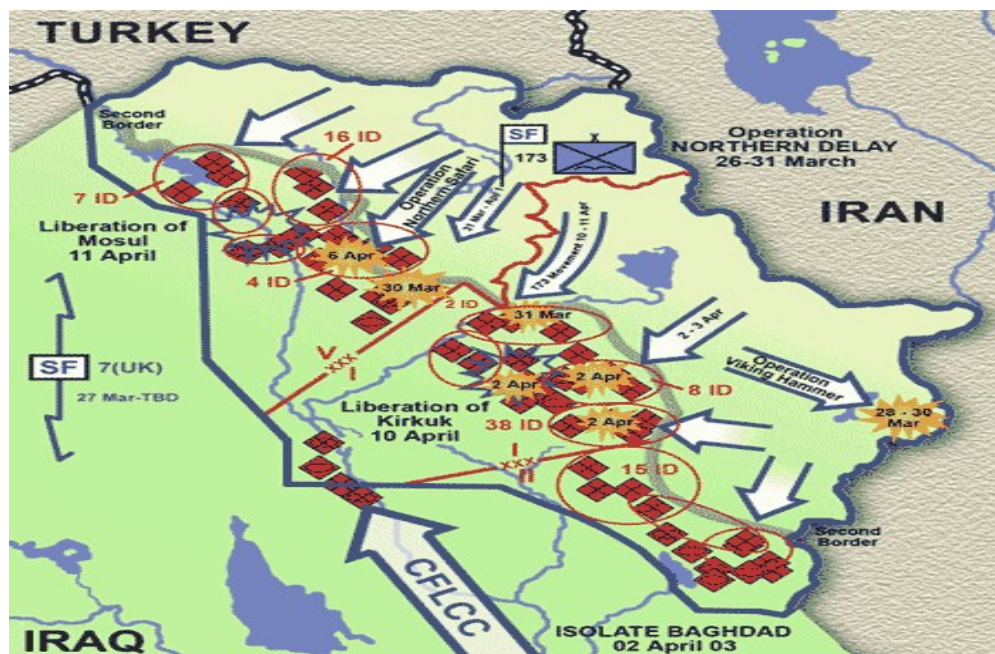 TURKEY
Second
Border
16 ID
SF
173
Operation
NORTHERN DELAY
26-31 March
7 ID
Operation
Northern Safari
IRAN
Liberation of
Mosul
11 April
6 Apr
173 Movement 10 - 11 Apr
4 ID
30 Mar
2 ID
31 Mar
2 - 3 Apr
SF
7(UK)
27 Mar-TBD
V
XXX
I
2 Apr
2 Apr
8 ID
Operation
Viking Hammer
28 - 30
Mar
Liberation of
Kirkuk
10 April
38 ID
2 Apr
I
XXX
II
15 ID
Second
Border
CFLCC
IRAQ
ISOLATE BAGHDAD
02 April 03